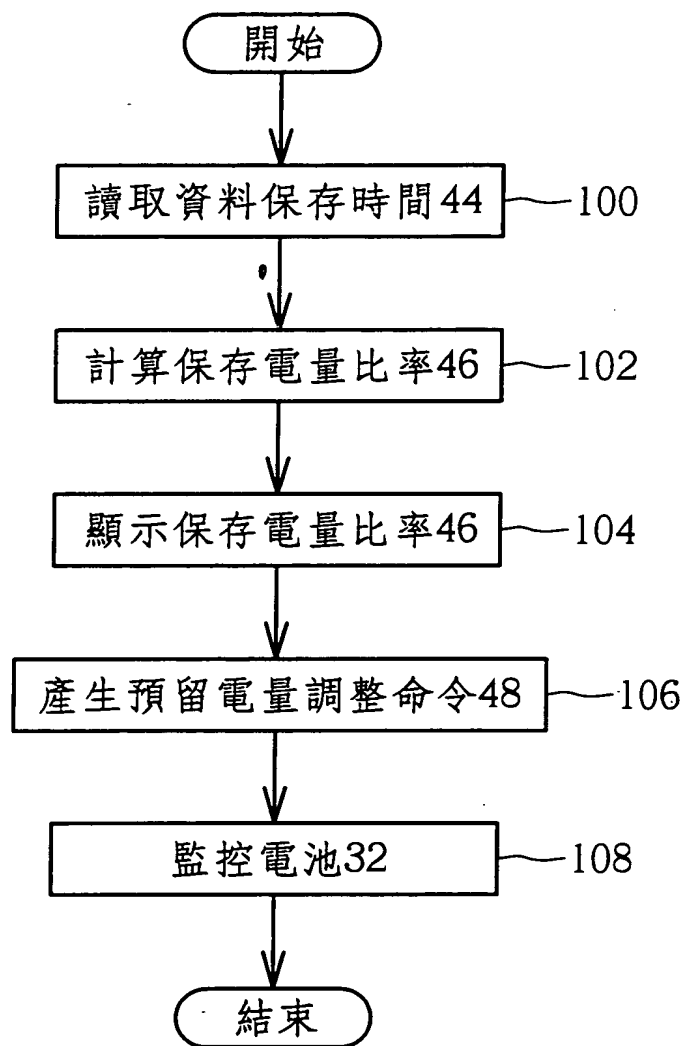 開始
讀取資料保存時間44 100
計算保存電量比率46 102
顯示保存電量比率46 104
產生預留電量調整命令48 106
監控電池32 108
結束